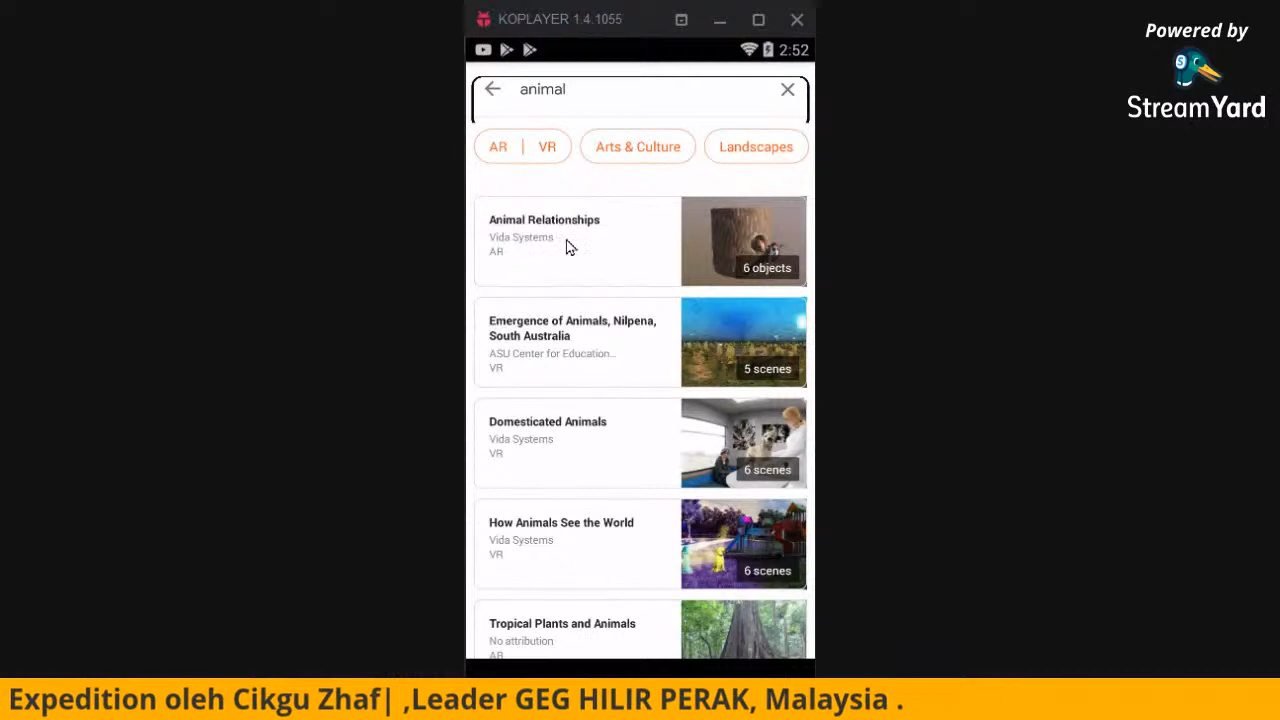 KOPLAYER 1.4.1055
2:52
animal
AR | VR
Arts & Culture
Landscapes
Animal Relationships
Vida Systems
AR
6 objects
Emergence of Animals, Nilpena,
South Australia
ASU Center for Education...
VR
5 scenes
Domesticated Animals
Vida Systems
VR
6 scenes
How Animals See the World
Vida Systems
VR
6 scenes
Tropical Plants and Animals
No attribution
AR
Powered by
StreamYard
Expedition oleh Cikgu Zhaf| ,Leader GEG HILIR PERAK, Malaysia .